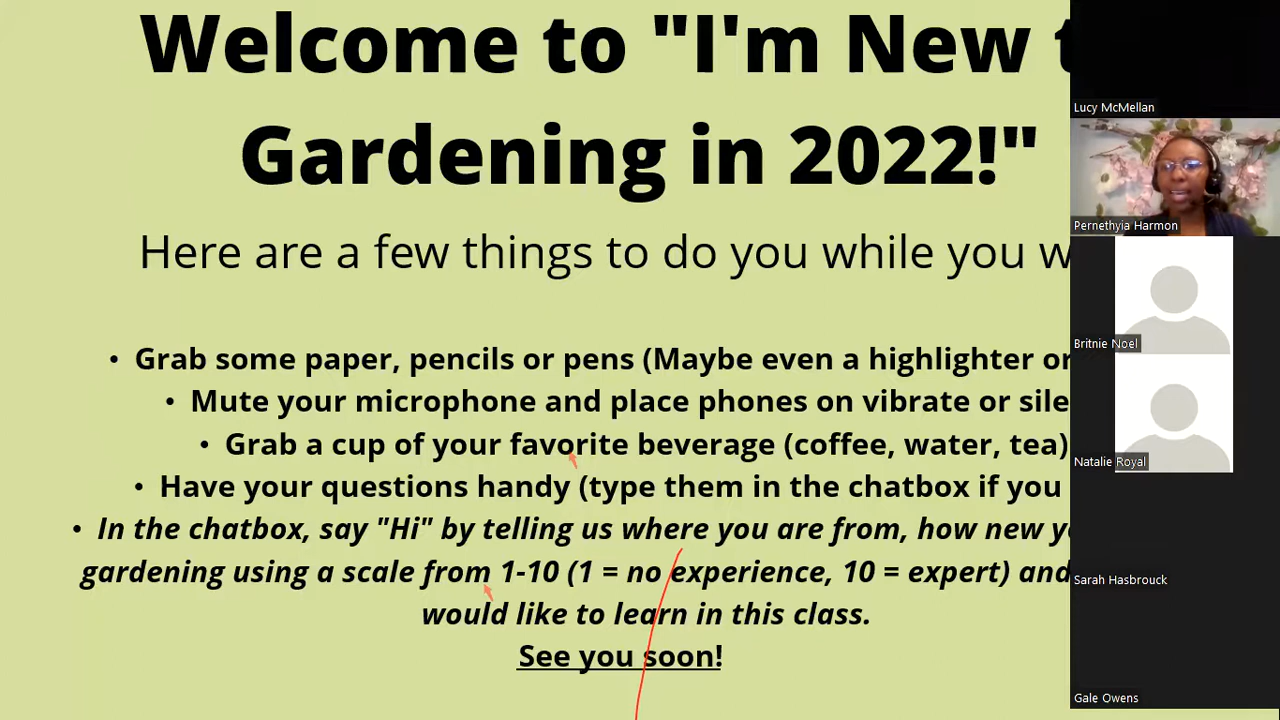 Welcome to "I'm New t
Gardening in 2022!"
Here are a few things to do you while you w
• Grab some paper, pencils or pens (Maybe even a highlighter or
• Mute your microphone and place phones on vibrate or sile
• Grab a cup of your favorite beverage (coffee, water, tea)
• Have your questions handy (type them in the chatbox if you
• In the chatbox, say "Hi" by telling us where you are from, how new y
gardening using a scale from 1-10 (1 = no experience, 10 = expert) and
would like to learn in this class.
See you soon!
Lucy McMellan
Pernethyia Harmon
Britnie Noel
Natalie Royal
Sarah Hasbrouck
Gale Owens